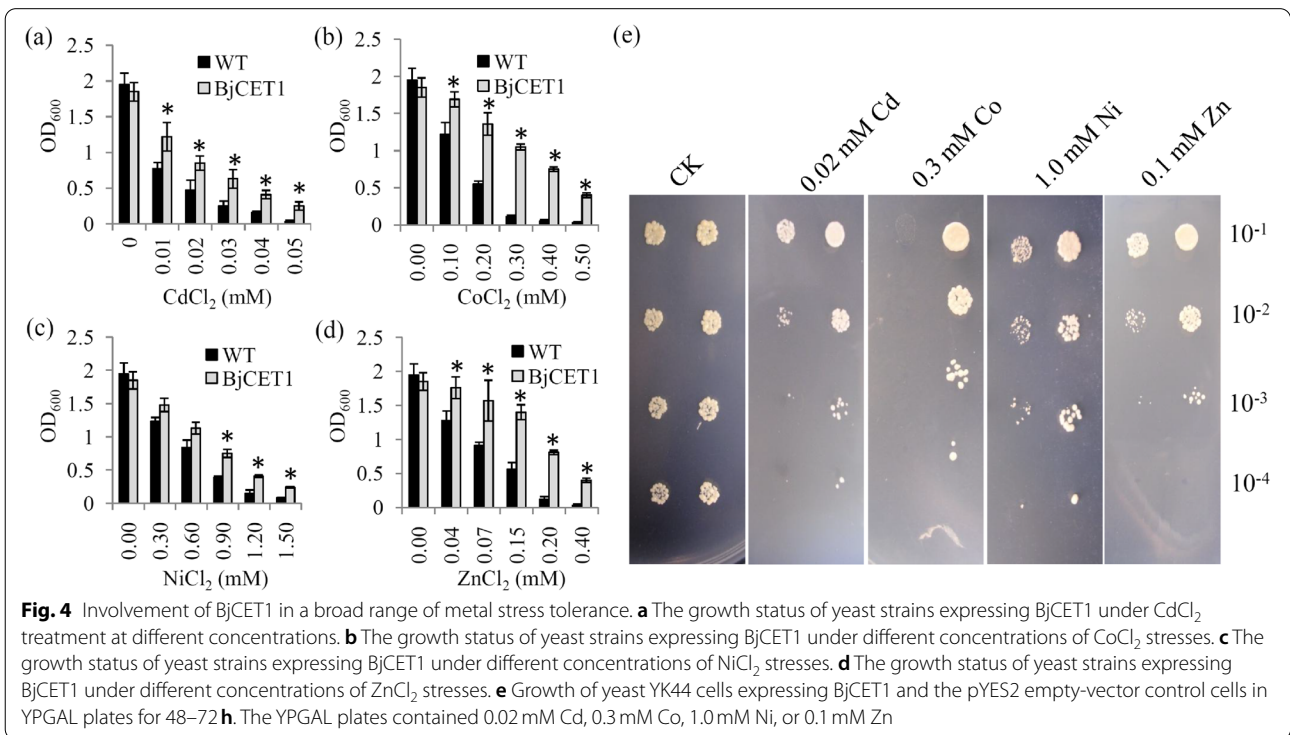 (a)
2.5
2
1.5
1
0.5
0
OD600
WT
BjCET1
* * * * *
0 0.01 0.02 0.03 0.04 0.05
CdCl2 (mM)
(b)
2.5
2
1.5
1
0.5
0
OD600
WT
BjCET1
* * * * *
0.00 0.10 0.20 0.30 0.40 0.50
CoCl2 (mM)
(c)
2.5
2
1.5
1
0.5
0
OD600
WT
BjCET1
* * *
0.00 0.30 0.60 0.90 1.20 1.50
NiCl2 (mM)
(d)
2.5
2
1.5
1
0.5
0
OD600
WT
BjCET1
* * * * *
0.00 0.04 0.07 0.15 0.20 0.40
ZnCl2 (mM)
(e)
CK 0.02 mM Cd 0.3 mM Co 1.0 mM Ni 0.1 mM Zn
10-1
10-2
10-3
10-4
Fig. 4 Involvement of BjCET1 in a broad range of metal stress tolerance. a The growth status of yeast strains expressing BjCET1 under CdCl2
treatment at different concentrations. b The growth status of yeast strains expressing BjCET1 under different concentrations of CoCl2 stresses. c The
growth status of yeast strains expressing BjCET1 under different concentrations of NiCl2 stresses. d The growth status of yeast strains expressing
BjCET1 under different concentrations of ZnCl2 stresses. e Growth of yeast YK44 cells expressing BjCET1 and the pYES2 empty-vector control cells in
YPGAL plates for 48–72 h. The YPGAL plates contained 0.02 mM Cd, 0.3 mM Co, 1.0 mM Ni, or 0.1 mM Zn